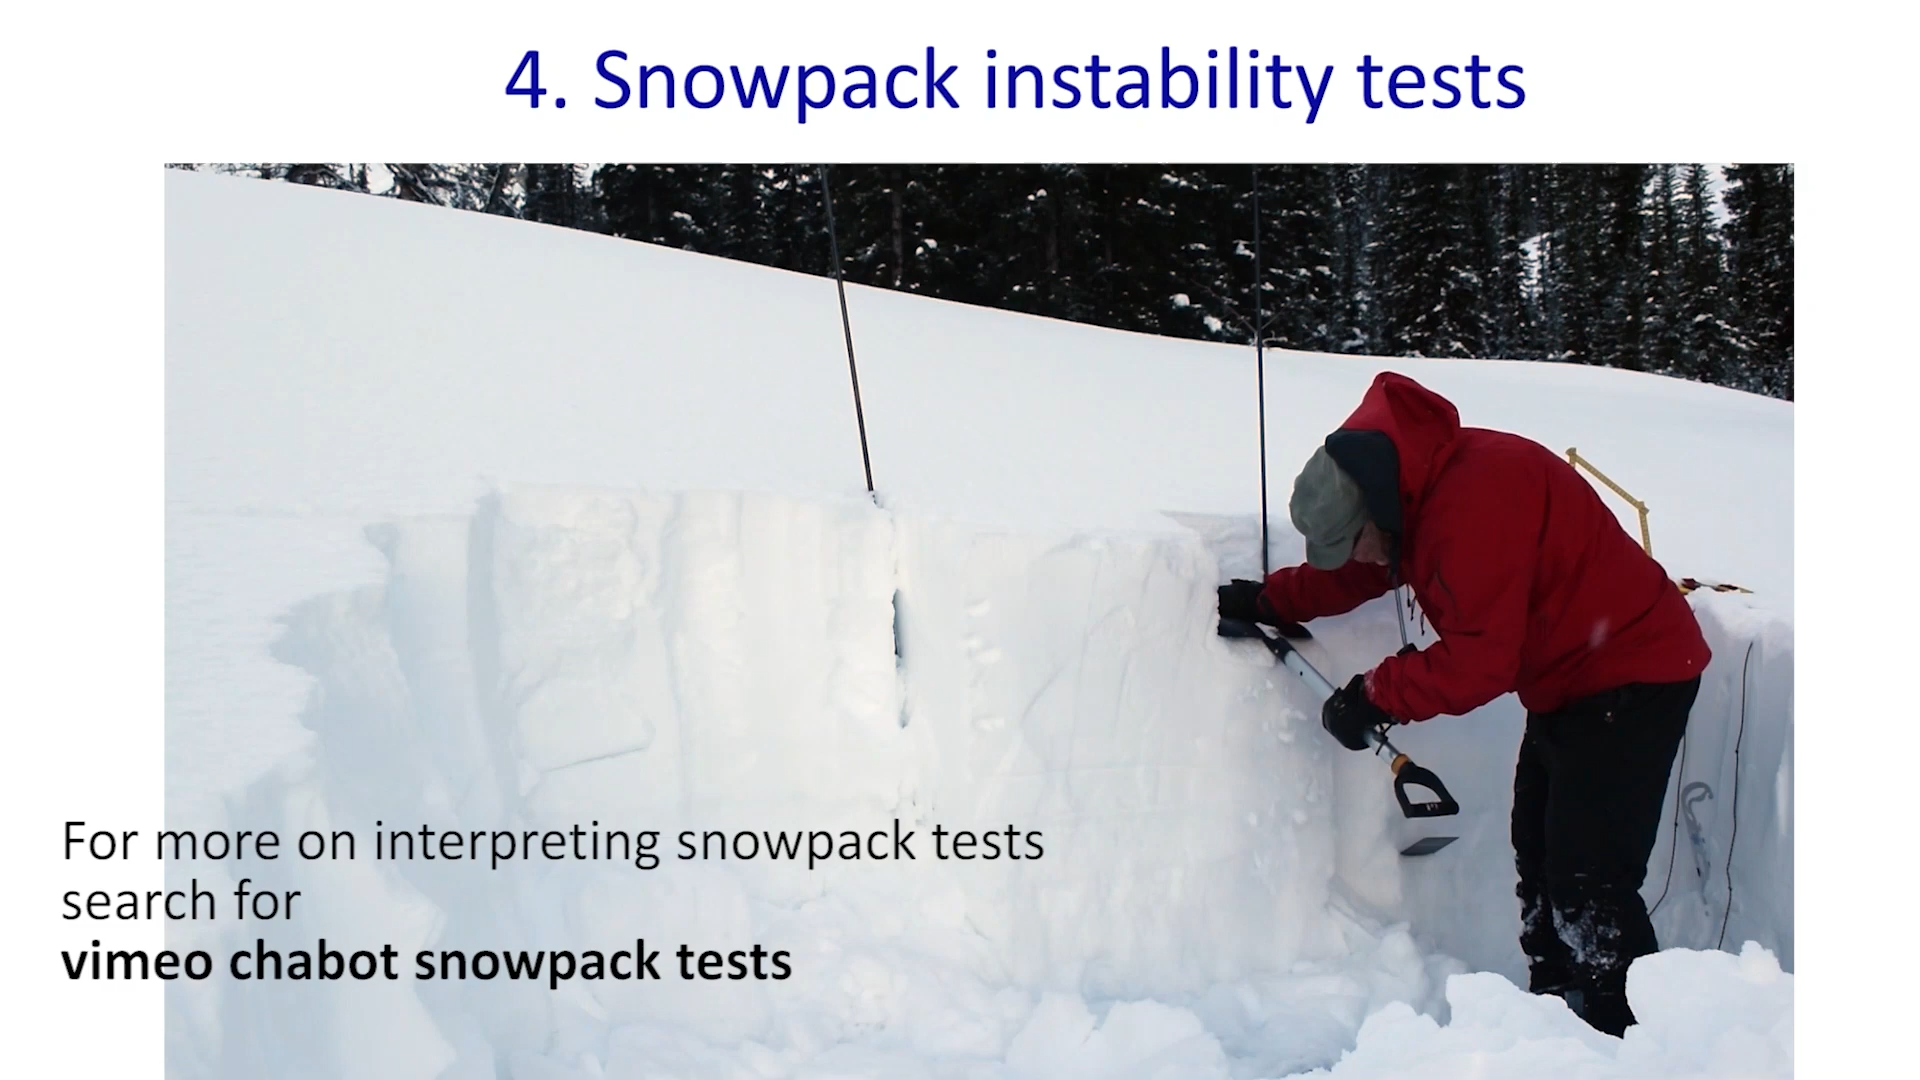 4. Snowpack instability tests
For more on interpreting snowpack tests
search for
vimeo chabot snowpack tests